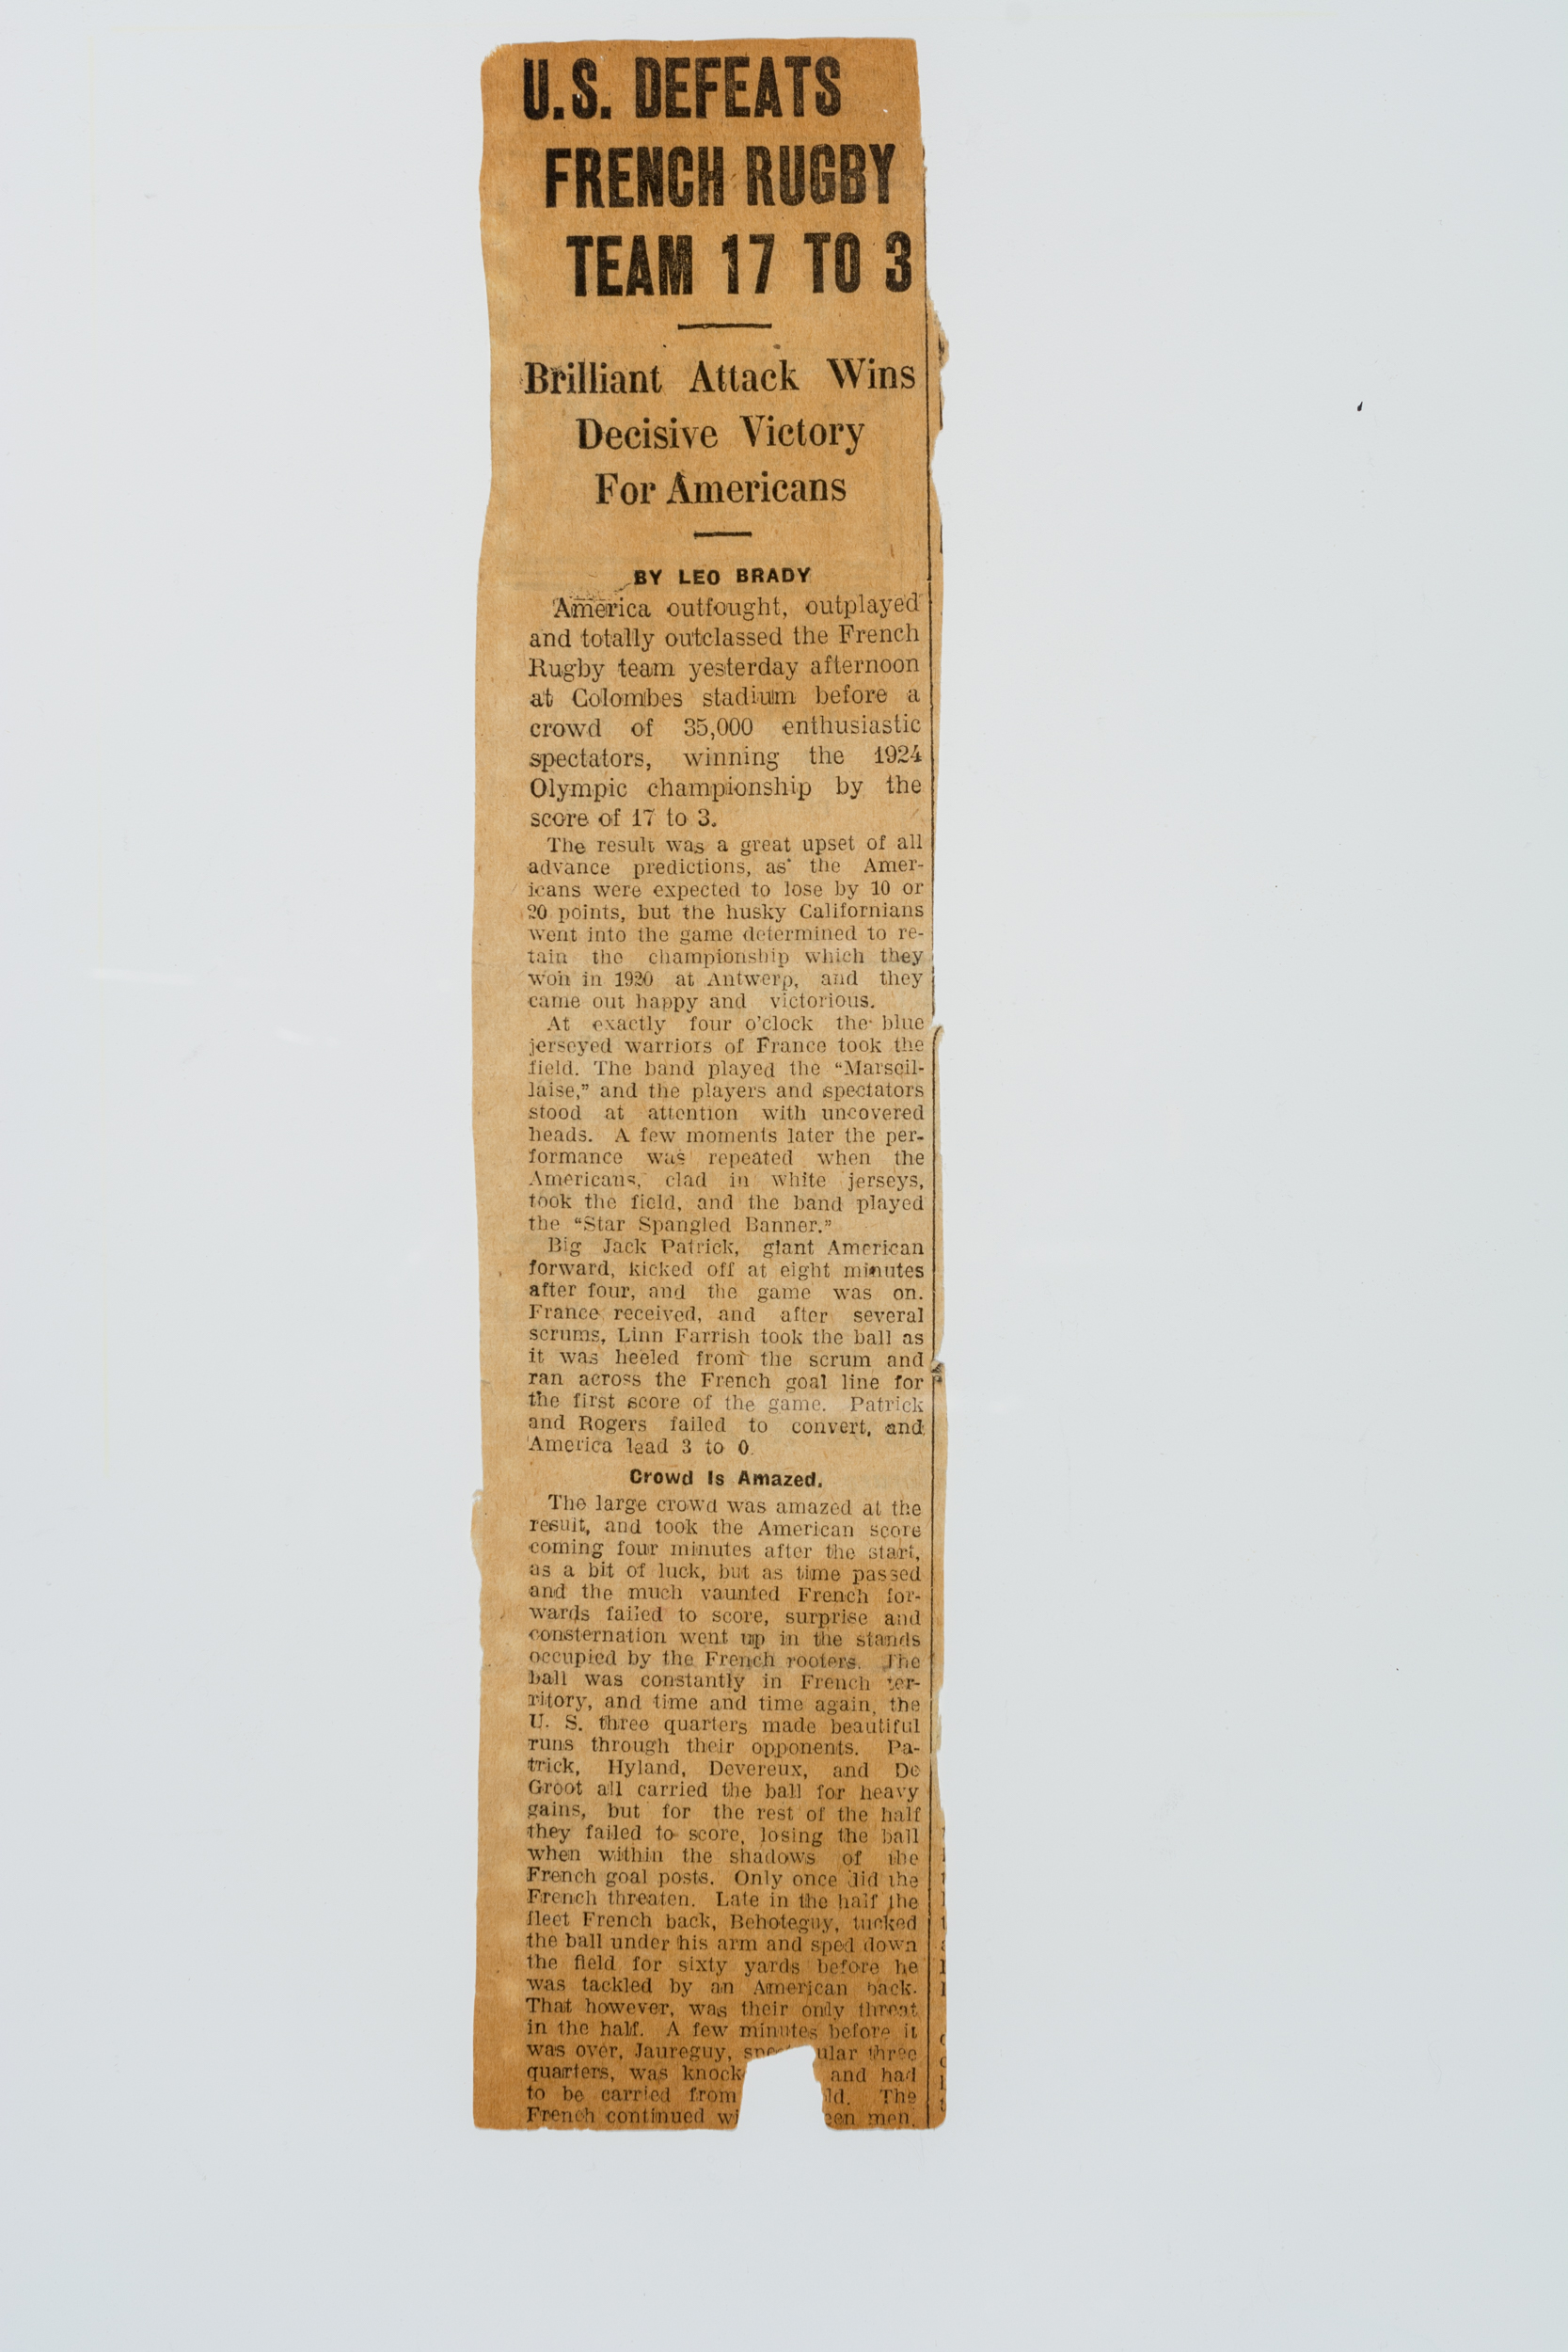 U.S. DEFEATS
FRENCH RUGBY
TEAM 17 TO 3
Brilliant Attack Wins
Decisive Victory
For Americans
BY LEO BRADY
America outfought, outplayed
and totally outclassed the French
Rugby team yesterday afternoon
at Colombes stadium before a
crowd of 35,000 enthusiastic
spectators, winning the 1924
Olympic championship by the
score of 17 to 3.
The result was a great upset of all
advance predictions, as the Amer-
icans were expected to lose by 10 or
20 points, but the husky Californians
went into the game determined to re-
tain the championship which they
won in 1920 at Antwerp, and they
came out happy and victorious.
At exactly four o'clock the blue
jerseyed warriors of France took the
field. The band played the “Marseil-
laise,” and the players and spectators
stood at attention with uncovered
heads. A few moments later the per-
formance was repeated when the
Americans, clad in white jerseys,
took the field, and the band played
the “Star Spangled Banner.”
Big Jack Patrick, giant American
forward, kicked off at eight minutes
after four, and the game was on.
France received, and after several
scrums, Linn Farrish took the ball as
it was heeled from the scrum and
ran across the French goal line for
the first score of the game. Patrick
and Rogers failed to convert, and
America lead 3 to 0.
Crowd Is Amazed.
The large crowd was amazed at the
result, and took the American score
coming four minutes after the start,
as a bit of luck, but as time passed
and the much vaunted French for-
wards failed to score, surprise and
consternation went up in the stands
occupied by the French rooters. The
ball was constantly in French ter-
ritory, and time and time again, the
U. S. three quarters made beautiful
runs through their opponents. Pa-
trick, Hyland, Devereux, and De
Groot all carried the ball for heavy
gains, but for the rest of the half
they failed to score, losing the ball
when within the shadows of the
French goal posts. Only once did the
French threaten. Late in the half the
fleet French back, Behoteguy, tucked
the ball under his arm and sped down
the field for sixty yards before he
was tackled by an American back.
That however, was their only threat
in the half. A few minutes before it
was over, Jaureguy, three
quarters, was and had
to be carried from The
French continued men.